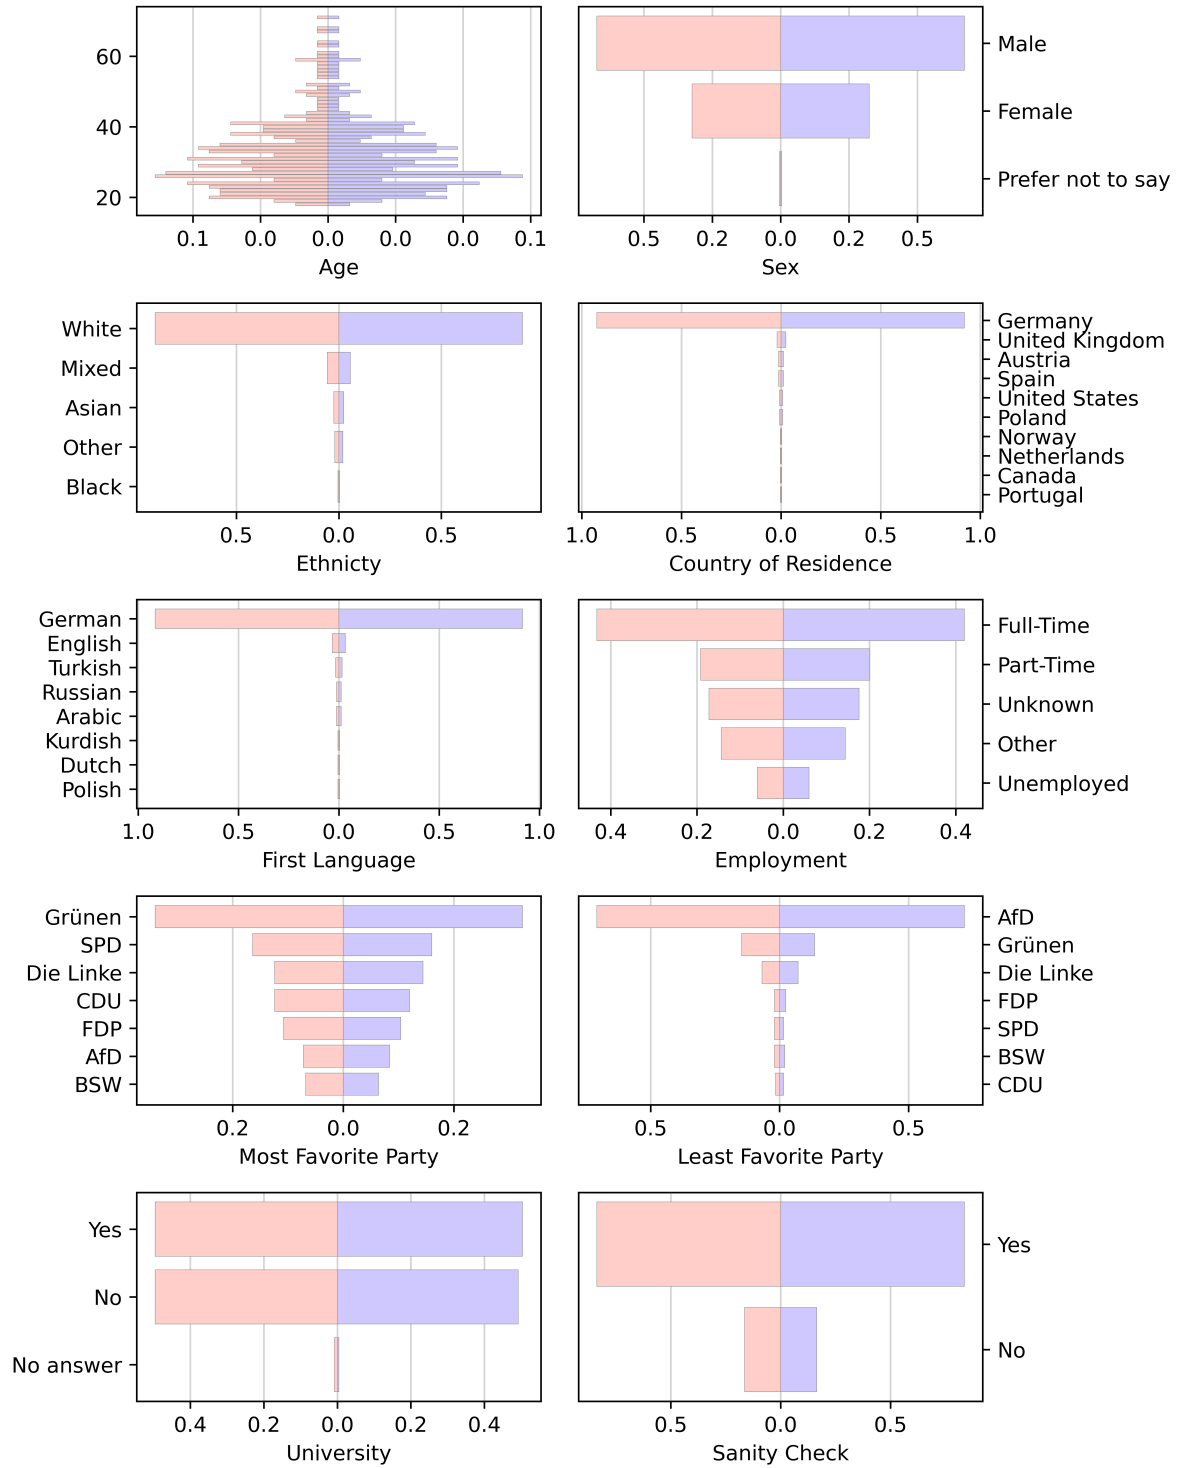 60
40
20
0.1 0.0 0.0 0.0 0.0 0.1
Age
Male
Female
Prefer not to say
0.5 0.2 0.0 0.2 0.5
Sex
White
Mixed
Asian
Other
Black
0.5 0.0 0.5
Ethnicty
Germany
United Kingdom
Austria
Spain
United States
Poland
Norway
Netherlands
Canada
Portugal
1.0 0.5 0.0 0.5 1.0
Country of Residence
German
English
Turkish
Russian
Arabic
Kurdish
Dutch
Polish
1.0 0.5 0.0 0.5 1.0
First Language
Full-Time
Part-Time
Unknown
Other
Unemployed
0.4 0.2 0.0 0.2 0.4
Employment
Grünen
SPD
Die Linke
CDU
FDP
AfD
BSW
0.2 0.0 0.2
Most Favorite Party
AfD
Grünen
Die Linke
FDP
SPD
BSW
CDU
0.5 0.0 0.5
Least Favorite Party
Yes
No
No answer
0.4 0.2 0.0 0.2 0.4
University
Yes
No
0.5 0.0 0.5
Sanity Check